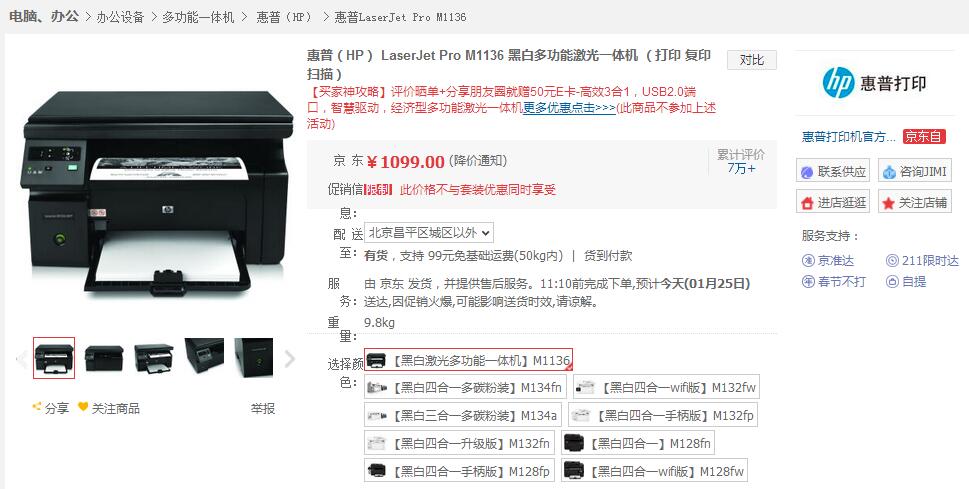 电脑、办公 > 办公设备 > 多功能一体机 > 惠普（HP） > 惠普LaserJet Pro M1136
惠普（HP） LaserJet Pro M1136 黑白多功能激光一体机 （打印 复印
扫描）
对比
【买家神攻略】评价晒单+分享朋友圈就赠50元E卡-高效3合1，USB2.0端
口，智慧驱动，经济型多功能激光一体机更多优惠点击>>>(此商品不参加上述
活动)
京 东 ￥1099.00 (降价通知)
累计评价
7万+
促销信 限制 此价格不与套装优惠同时享受
息：
配 送 北京昌平区城区以外
至： 有货，支持 99元免基础运费(50kg内) | 货到付款
服 由 京东 发货，并提供售后服务。11:10前完成下单,预计今天(01月25日)
务： 送达,因促销火爆,可能影响送货时效,请谅解。
重 9.8kg
量：
选择颜 【黑白激光多功能一体机】M1136
色： 【黑白四合一多碳粉装】M134fn 【黑白四合一wifi版】M132fw
【黑白三合一多碳粉装】M134a 【黑白四合一手柄版】M132fp
【黑白四合一升级版】M132fn 【黑白四合一】M128fn
【黑白四合一手柄版】M128fp 【黑白四合一wifi版】M128fw
分享 关注商品 举报
hp 惠普打印
惠普打印机官方... 京东自
联系供应 咨询JIMI
进店逛逛 关注店铺
服务支持：
京准达 211限时达
春节不打 自提